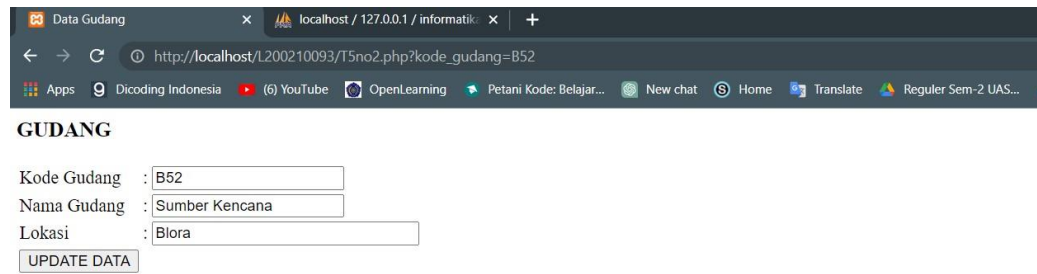 Data Gudang
localhost / 127.0.0.1 / informatik
http://localhost/L200210093/T5no2.php?kode_gudang=B52
Apps Dicoding Indonesia (6) YouTube OpenLearning Petani Kode: Belajar... New chat Home Translate Reguler Sem-2 UAS...
GUDANG
Kode Gudang : B52
Nama Gudang : Sumber Kencana
Lokasi : Blora
UPDATE DATA